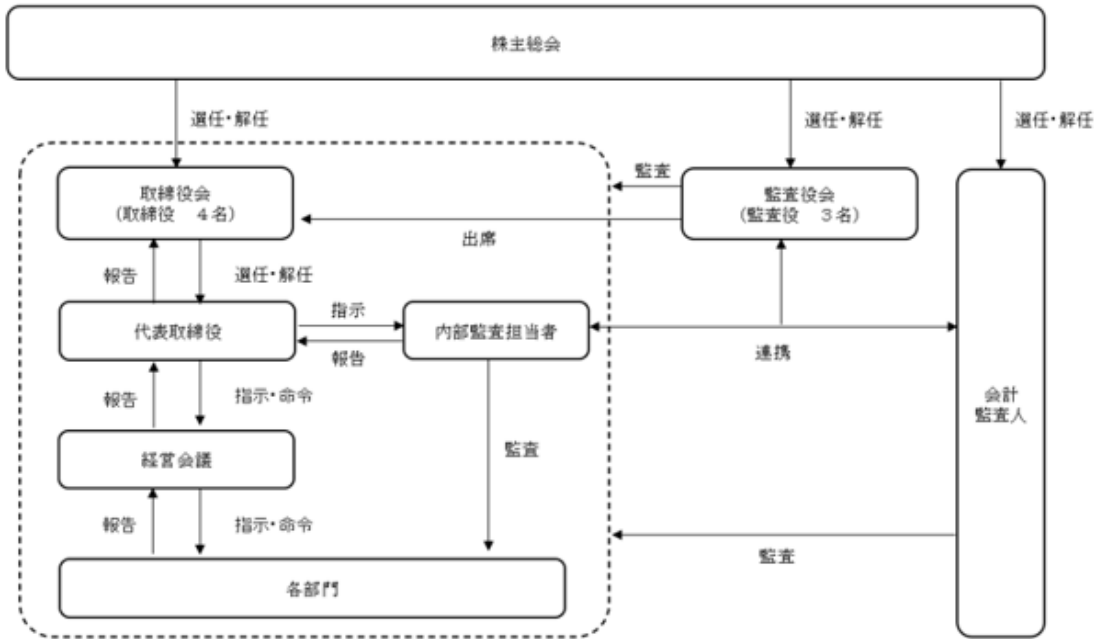 株主総会
選任・解任
選任・解任
選任・解任
取締役会
(取締役　4名)
監査
監査役会
(監査役　3名)
出席
報告
選任・解任
代表取締役
指示
報告
内部監査担当者
連携
会計
監査人
報告
指示・命令
経営会議
監査
報告
指示・命令
監査
各部門